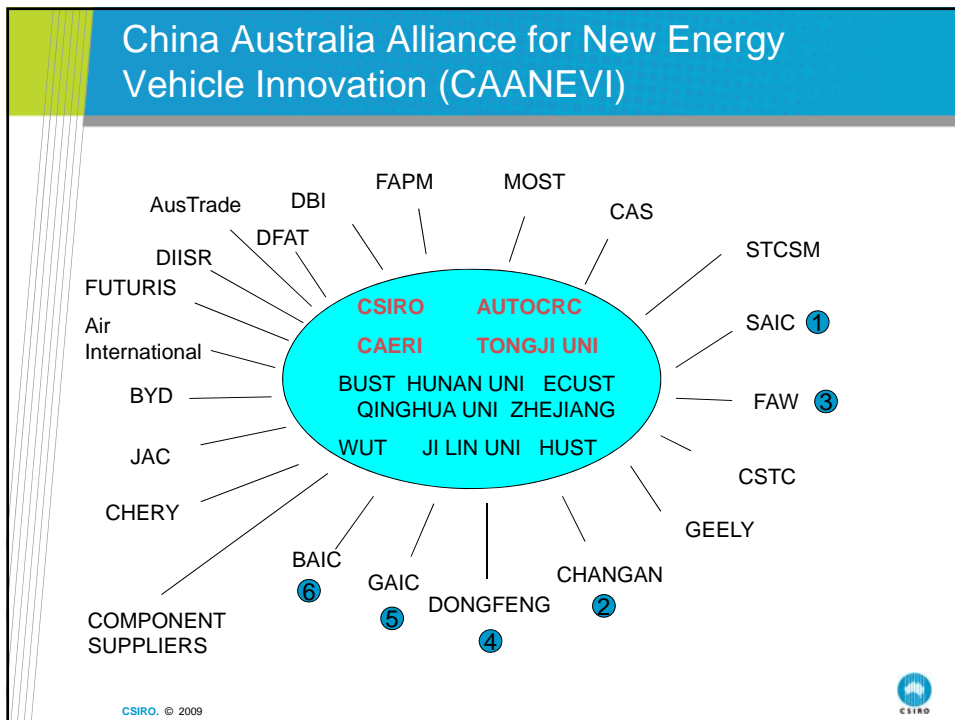 China Australia Alliance for New Energy
Vehicle Innovation (CAANEVI)
FAPM
MOST
AusTrade
DBI
CAS
DFAT
DIISR
STCSM
FUTURIS
CSIRO AUTOCRC
Air
International
SAIC 1
CAERI TONGJI UNI
BUST HUNAN UNI ECUST
BYD
QINGHUA UNI ZHEJIANG
FAW 3
WUT JI LIN UNI HUST
JAC
CSTC
CHERY
GEELY
BAIC
6
GAIC
5
DONGFENG
4
CHANGAN
2
COMPONENT
SUPPLIERS
CSIRO. © 2009
CSIRO